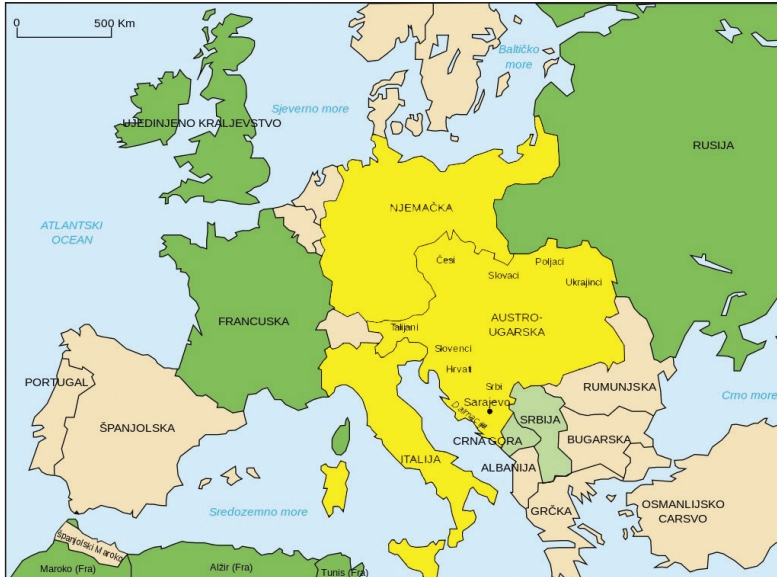 0
500 Km
Baltičko
more
Sjeverno more
UJEDINJENO KRALJEVSTVO
RUSIJA
NJEMAČKA
ATLANTSKI
OCEAN
Česi
Poljaci
Slovaci
Ukrajinci
FRANCUSKA
AUSTRO-
UGARSKA
Talijani
Slovenci
Hrvati
PORTUGAL
Srbi
RUMUNJSKA
Crno more
Sarajevo
Dalmacija
ŠPANJOLSKA
SRBIJA
CRNA GORA
BUGARSKA
ITALIJA
ALBANIJA
Sredozemno more
GRČKA
OSMANLIJSKO
CARSVO
Španjolski Maroko
Maroko (Fra)
Alžir (Fra)
Tunis (Fra)